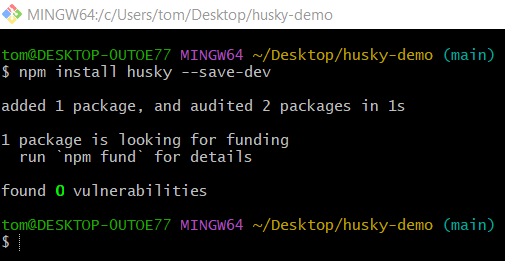 MINGW64:/c/Users/tom/Desktop/husky-demo
tom@DESKTOP-OUTOE77 MINGW64 ~/Desktop/husky-demo (main)
$ npm install husky --save-dev
added 1 package, and audited 2 packages in 1s
1 package is looking for funding
  run `npm fund` for details
found 0 vulnerabilities
tom@DESKTOP-OUTOE77 MINGW64 ~/Desktop/husky-demo (main)
$